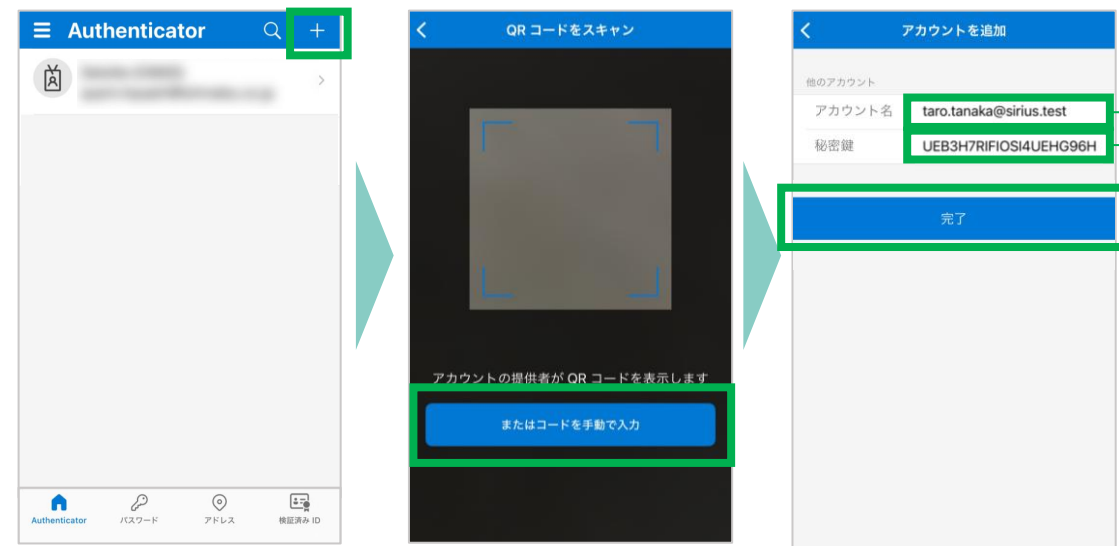 Authenticator
Authenticator
パスワード
アドレス
検証済み ID
QR コードをスキャン
アカウントの提供者が QR コードを表示します
またはコードを手動で入力
アカウントを追加
他のアカウント
アカウント名 taro.tanaka@sirius.test
秘密鍵 UEB3H7RIFIOSI4UEHG96H
完了